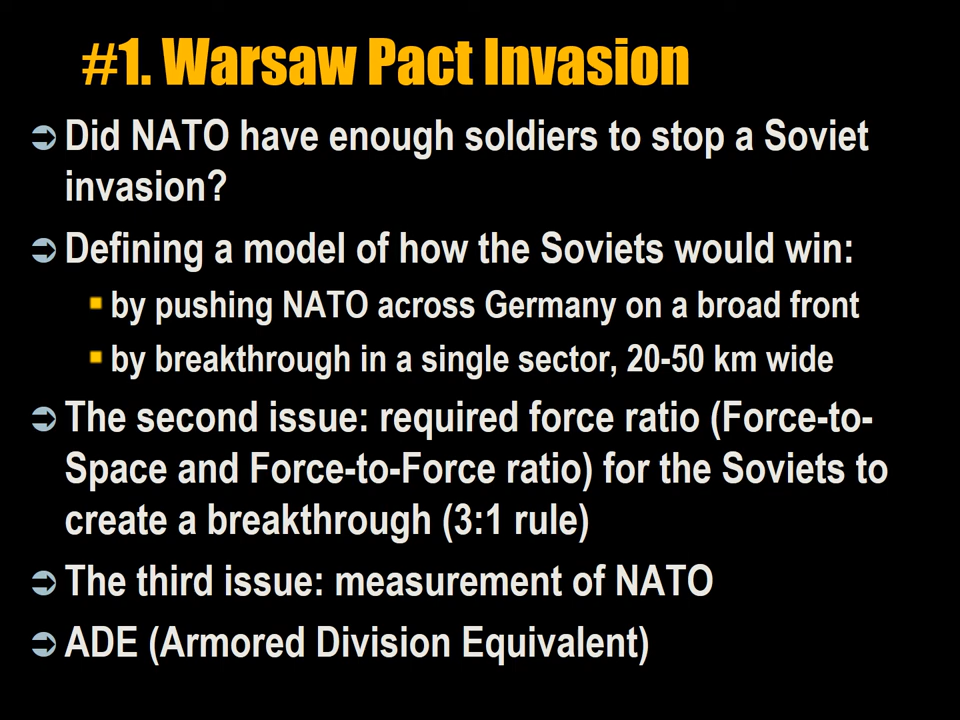 #1. Warsaw Pact Invasion
Did NATO have enough soldiers to stop a Soviet
invasion?
Defining a model of how the Soviets would win:
by pushing NATO across Germany on a broad front
by breakthrough in a single sector, 20-50 km wide
The second issue: required force ratio (Force-to-
Space and Force-to-Force ratio) for the Soviets to
create a breakthrough (3:1 rule)
The third issue: measurement of NATO
ADE (Armored Division Equivalent)